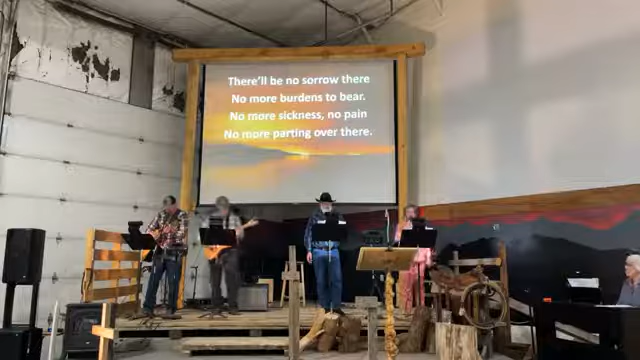 There'll be no sorrow there
No more burdens to bear.
No more sickness, no pain
No more parting over there.